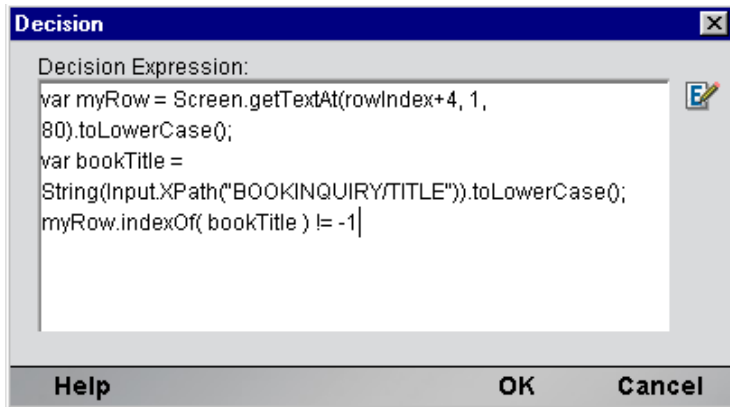 Decision
Decision Expression:
var myRow = Screen.getTextAt(rowIndex+4, 1,
80).toLowerCase();
var bookTitle =
String(Input.XPath("BOOKINQUIRY/TITLE")).toLowerCase();
myRow.indexOf( bookTitle ) != -1
Help OK Cancel